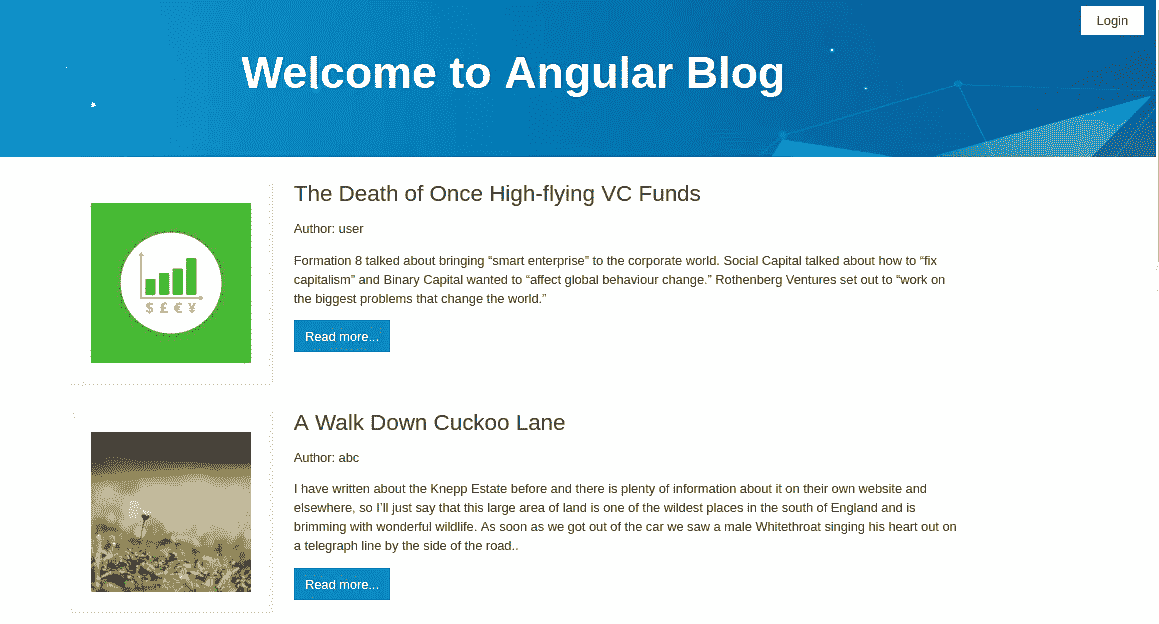 Login
Welcome to Angular Blog
The Death of Once High-flying VC Funds
Author: user
Formation 8 talked about bringing “smart enterprise” to the corporate world. Social Capital talked about how to “fix
capitalism” and Binary Capital wanted to “affect global behaviour change.” Rothenberg Ventures set out to “work on
the biggest problems that change the world.”
$ £ € ¥
Read more...
A Walk Down Cuckoo Lane
Author: abc
I have written about the Knepp Estate before and there is plenty of information about it on their own website and
elsewhere, so I’ll just say that this large area of land is one of the wildest places in the south of England and is
brimming with wonderful wildlife. As soon as we got out of the car we saw a male Whitethroat singing his heart out on
a telegraph line by the side of the road..
Read more...